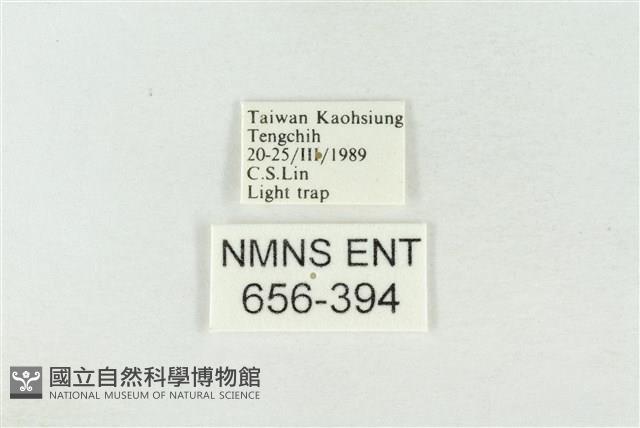 Taiwan Kaohsiung
Tengchih
20-25/III/1989
C.S.Lin
Light trap
NMNS ENT
656-394
國立自然科學博物館
NATIONAL MUSEUM OF NATURAL SCIENCE